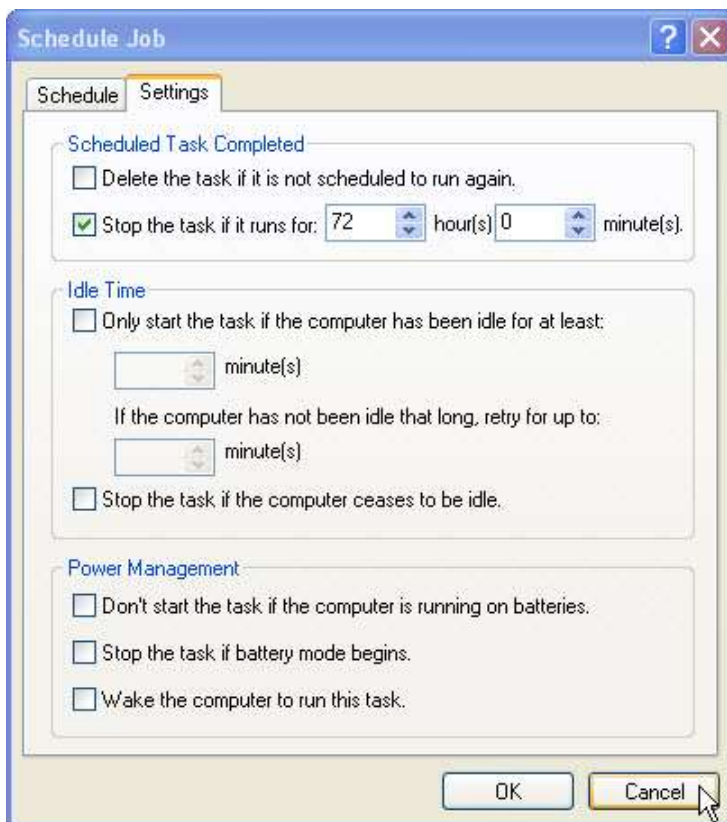 Schedule Job
Schedule Settings
Scheduled Task Completed
Delete the task if it is not scheduled to run again.
Stop the task if it runs for: 72 hour(s) 0 minute(s).
Idle Time
Only start the task if the computer has been idle for at least:
minute(s)
If the computer has not been idle that long, retry for up to:
minute(s)
Stop the task if the computer ceases to be idle.
Power Management
Don't start the task if the computer is running on batteries.
Stop the task if battery mode begins.
Wake the computer to run this task.
OK Cancel